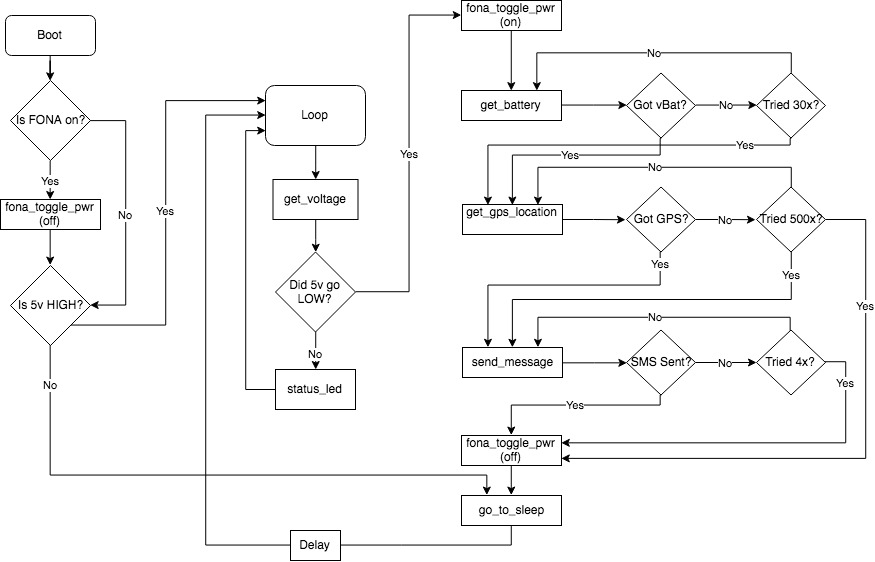 Boot
Is FONA on?
Yes
No
fona_toggle_pwr
(off)
Is 5v HIGH?
Yes
No
Loop
get_voltage
Did 5v go
LOW?
Yes
No
status_led
fona_toggle_pwr
(on)
No
get_battery
Got vBat?
No
Tried 30x?
Yes
Yes
No
get_gps_location
Got GPS?
No
Tried 500x?
Yes
Yes
Yes
No
send_message
SMS Sent?
No
Tried 4x?
Yes
Yes
fona_toggle_pwr
(off)
go_to_sleep
Delay